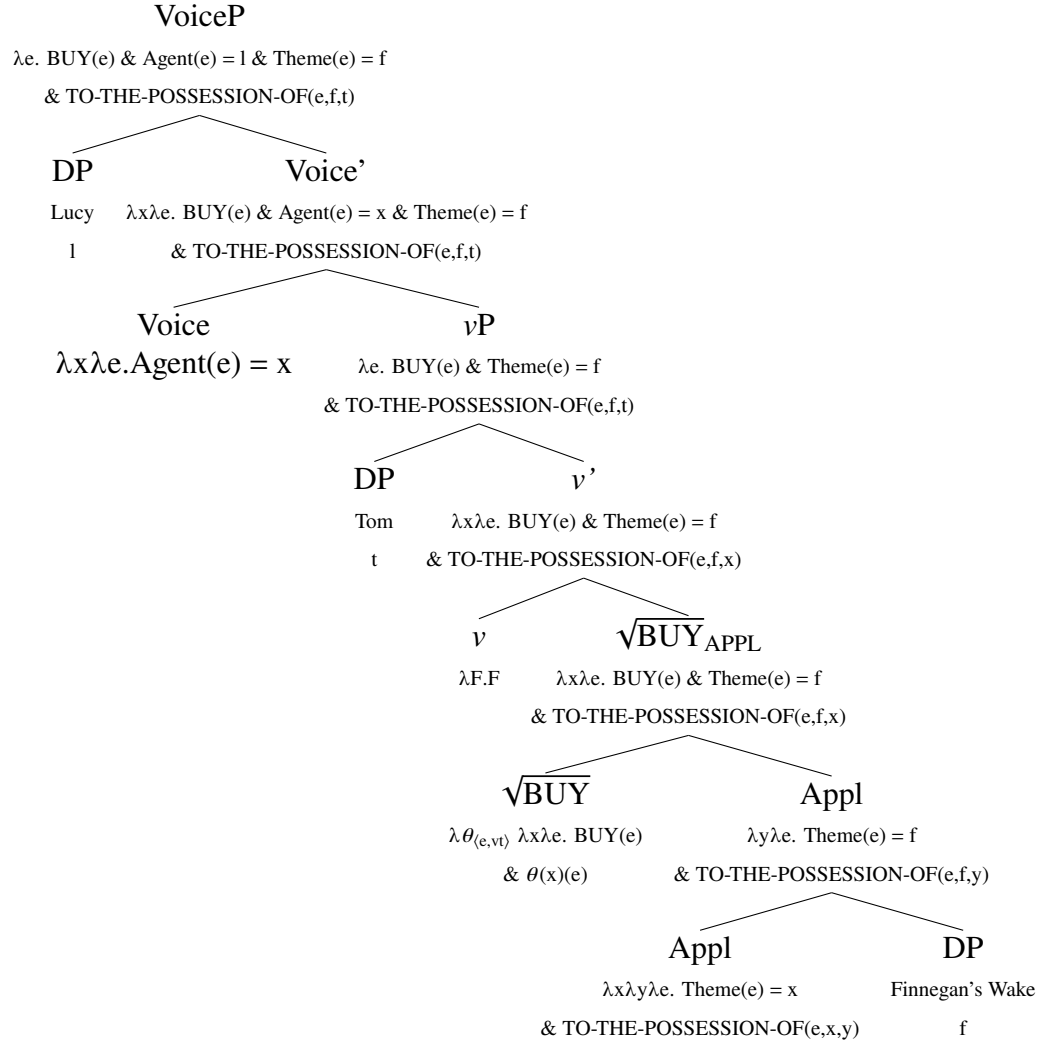 VoiceP
λe. BUY(e) & Agent(e) = l & Theme(e) = f
& TO-THE-POSSESSION-OF(e,f,t)
DP Voice’
Lucy λxλe. BUY(e) & Agent(e) = x & Theme(e) = f
l & TO-THE-POSSESSION-OF(e,f,t)
Voice vP
λxλe.Agent(e) = x λe. BUY(e) & Theme(e) = f
& TO-THE-POSSESSION-OF(e,f,t)
DP v’
Tom λxλe. BUY(e) & Theme(e) = f
t & TO-THE-POSSESSION-OF(e,f,x)
v √BUY APPL
λF.F λxλe. BUY(e) & Theme(e) = f
& TO-THE-POSSESSION-OF(e,f,x)
√BUY Appl
λθ⟨e,vt⟩ λxλe. BUY(e) λyλe. Theme(e) = f
& θ(x)(e) & TO-THE-POSSESSION-OF(e,f,y)
Appl DP
λxλyλe. Theme(e) = x Finnegan’s Wake
& TO-THE-POSSESSION-OF(e,x,y) f